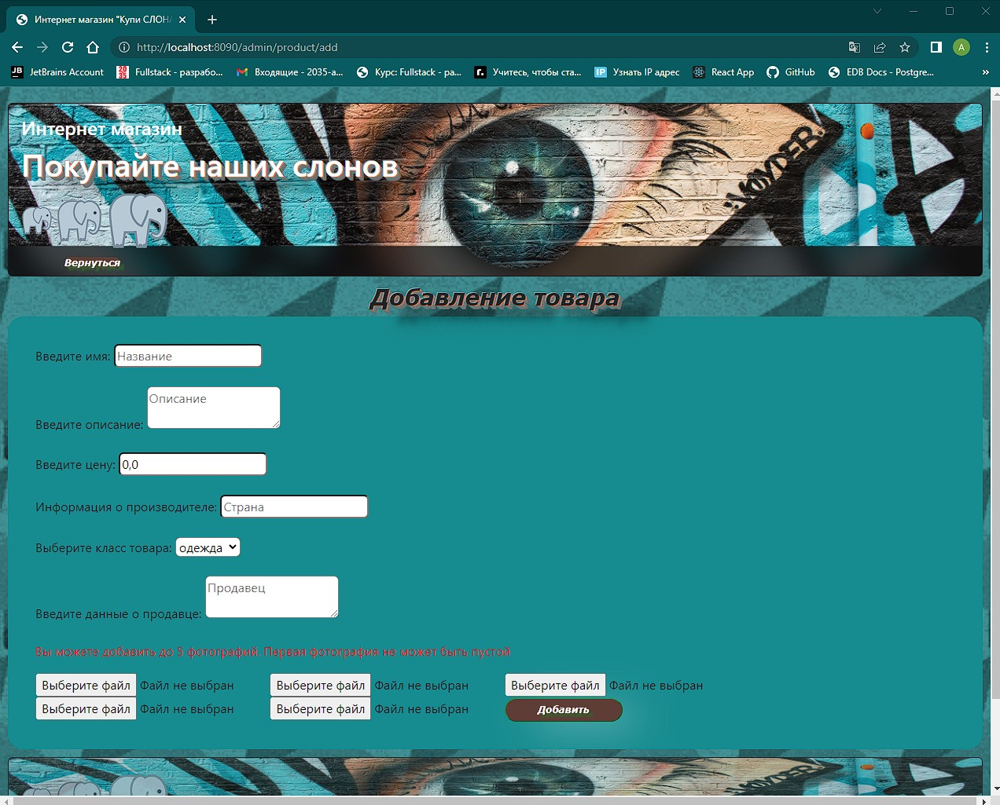 Интернет магазин "Купи СЛОНА
http://localhost:8090/admin/product/add
A
JetBrains Account
Fullstack - разрабо...
Входящие - 2035-a...
Курс: Fullstack - ра...
Учитесь, чтобы ста...
IP Узнать IP адрес
React App
GitHub
EDB Docs - Postgre...
»
Интернет магазин
Покупайте наших слонов
Вернуться
Добавление товара
Введите имя: Название
Введите описание: Описание
Введите цену: 0,0
Информация о производителе: Страна
Выберите класс товара: одежда
Введите данные о продавце: Продавец
Вы можете добавить до 5 фотографий. Первая фотография не может быть пустой
Выберите файл Файл не выбран Выберите файл Файл не выбран Выберите файл Файл не выбран
Выберите файл Файл не выбран Выберите файл Файл не выбран Добавить